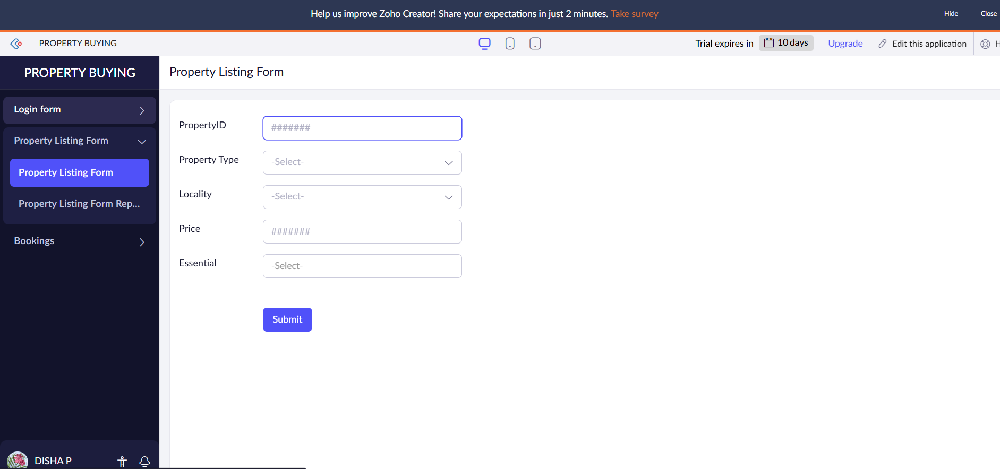 Help us improve Zoho Creator! Share your expectations in just 2 minutes. Take survey
Hide
Close
PROPERTY BUYING
Trial expires in
10 days
Upgrade
Edit this application
H
PROPERTY BUYING
Login form
Property Listing Form
Property Listing Form
Property Listing Form Rep...
Bookings
DISHA P
Property Listing Form
PropertyID
#######
Property Type
-Select-
Locality
-Select-
Price
#######
Essential
-Select-
Submit